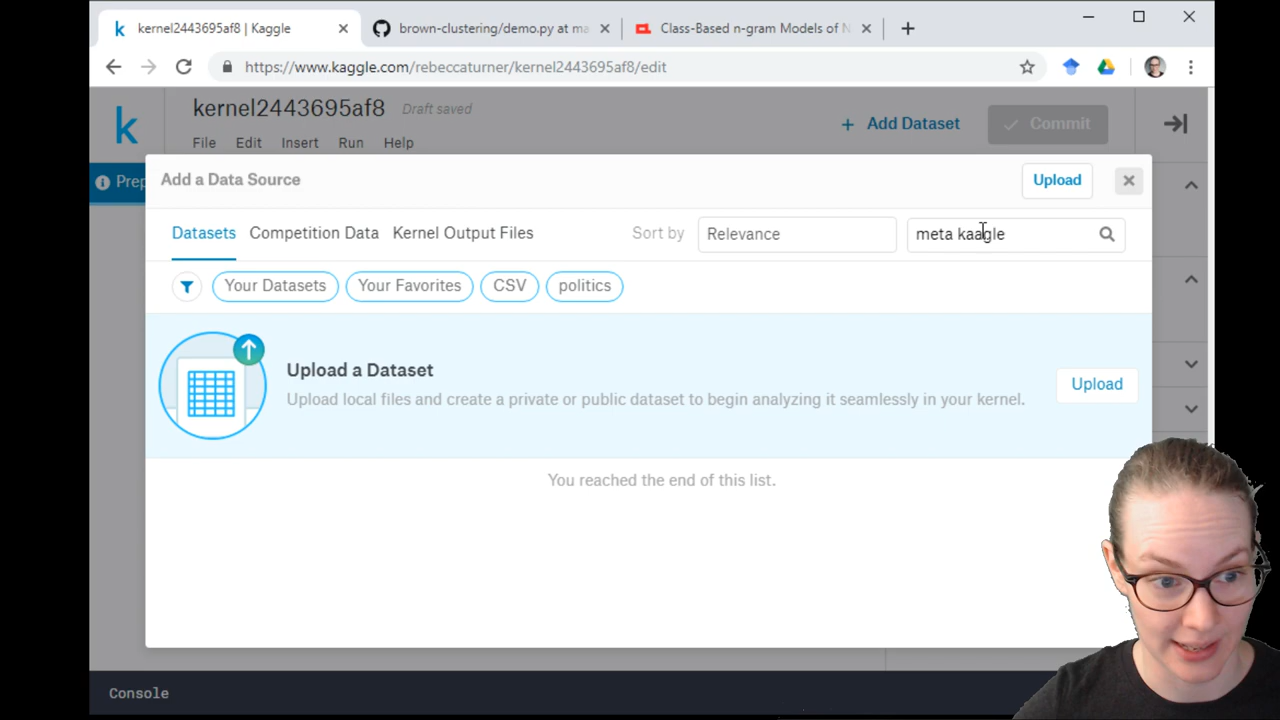 kernel2443695af8 | Kaggle
brown-clustering/demo.py at ma
Class-Based n-gram Models of N
https://www.kaggle.com/rebeccaturner/kernel2443695af8/edit
k
kernel2443695af8 Draft saved
+ Add Dataset
Commit
File Edit Insert Run Help
Prep
Add a Data Source
Upload
Datasets Competition Data Kernel Output Files
Sort by Relevance
meta kaagle
Your Datasets Your Favorites CSV politics
Upload a Dataset
Upload local files and create a private or public dataset to begin analyzing it seamlessly in your kernel.
Upload
You reached the end of this list.
Console